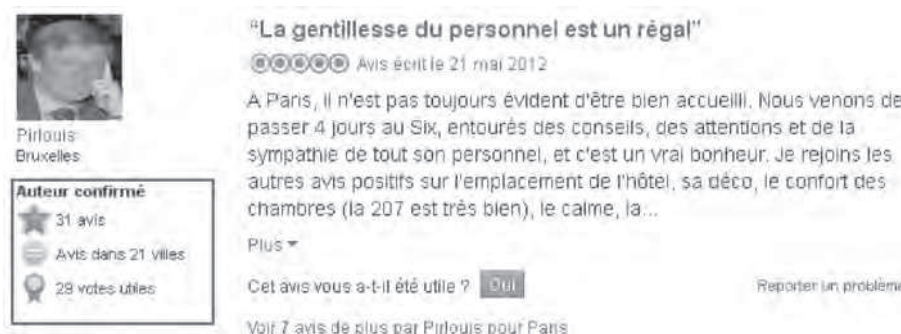 “La gentillesse du personnel est un régal”
Avis écrit le 21 mai 2012
A Paris, il n'est pas toujours évident d'être bien accueilli. Nous venons de
passer 4 jours au Six, entourés des conseils, des attentions et de la
sympathie de tout son personnel, et c'est un vrai bonheur. Je rejoins les
autres avis positifs sur l'emplacement de l'hôtel, sa déco, le confort des
chambres (la 207 est très bien), le calme, la...
Plus
Cet avis vous a-t-il été utile ? Oui
Reporter un problème
Voir 7 avis de plus par Pirlouis pour Paris
Pirlouis
Bruxelles
Auteur confirmé
31 avis
Avis dans 21 villes
29 votes utiles